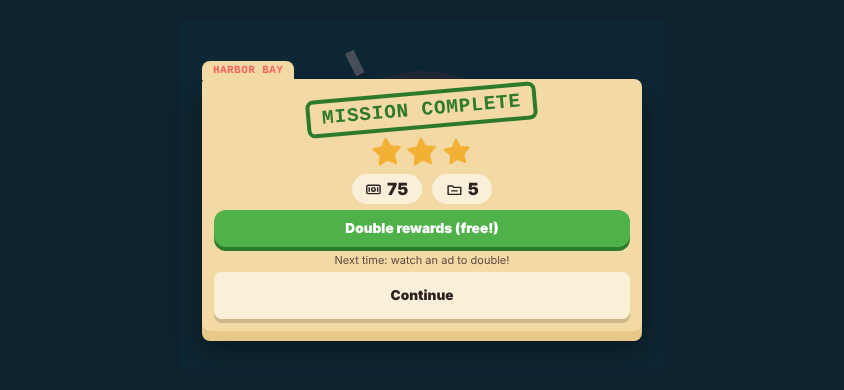 HARBOR BAY
MISSION COMPLETE
75
5
Double rewards (free!)
Next time: watch an ad to double!
Continue